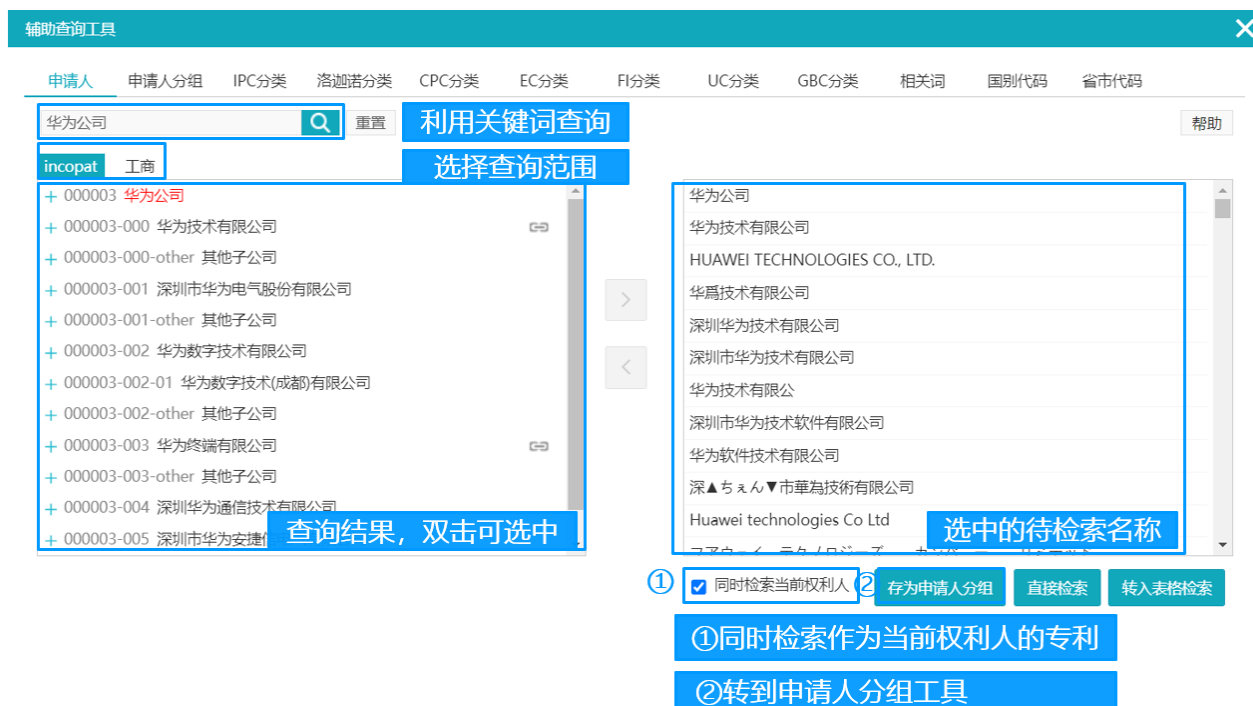 辅助查询工具
申请人 申请人分组 IPC分类 洛迦诺分类 CPC分类 EC分类 FI分类 UC分类 GBC分类 相关词 国别代码 省市代码
华为公司 重置 利用关键词查询 帮助
incopat 工商 选择查询范围
+ 000003 华为公司
+ 000003-000 华为技术有限公司
+ 000003-000-other 其他子公司
+ 000003-001 深圳市华为电气股份有限公司
+ 000003-001-other 其他子公司
+ 000003-002 华为数字技术有限公司
+ 000003-002-01 华为数字技术(成都)有限公司
+ 000003-002-other 其他子公司
+ 000003-003 华为终端有限公司
+ 000003-003-other 其他子公司
+ 000003-004 深圳华为通信技术有限公司
+ 000003-005 深圳市华为安捷
查询结果，双击可选中
华为公司
华为技术有限公司
HUAWEI TECHNOLOGIES CO., LTD.
华爲技术有限公司
深圳华为技术有限公司
深圳市华为技术有限公司
华为技术有限公
深圳市华为技术软件有限公司
华为软件技术有限公司
深▲ちぇん▼市華為技術有限公司
Huawei technologies Co Ltd
选中的待检索名称
① 同时检索当前权利人 ② 存为申请人分组 直接检索 转入表格检索
①同时检索作为当前权利人的专利
②转到申请人分组工具